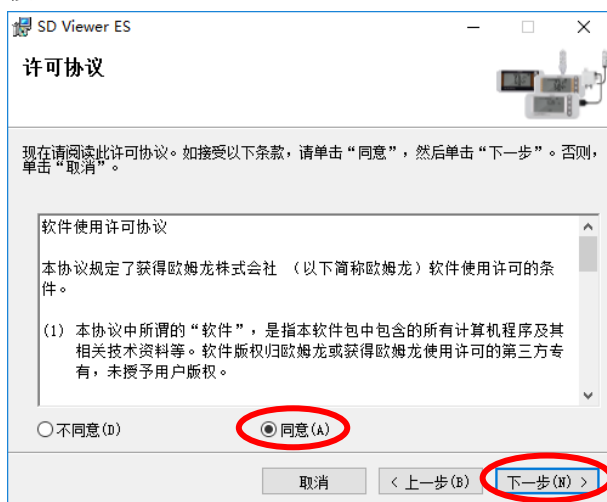 SD Viewer ES
许可协议
现在请阅读此许可协议。如接受以下条款，请单击“同意”，然后单击“下一步”。否则，
单击“取消”。
软件使用许可协议
本协议规定了获得欧姆龙株式会社 （以下简称欧姆龙）软件使用许可的条
件。
(1) 本协议中所谓的“软件”，是指本软件包中包含的所有计算机程序及其
相关技术资料等。软件版权归欧姆龙或获得欧姆龙使用许可的第三方专
有，未授予用户版权。
不同意(D) 同意(A)
取消 < 上一步(B) 下一步(N) >